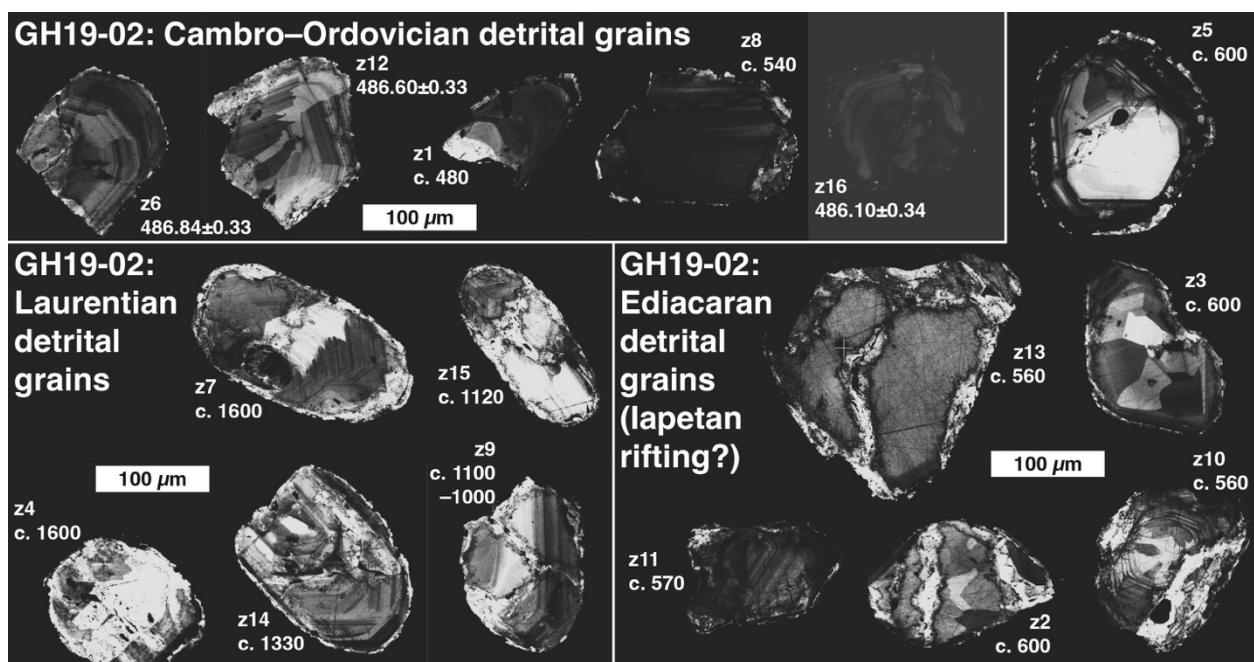 GH19-02: Cambro–Ordovician detrital grains
z12
486.60±0.33
z8
c. 540
z5
c. 600
z1
c. 480
z6
486.84±0.33
100 µm
z16
486.10±0.34
GH19-02:
Laurentian
detrital
grains
z7
c. 1600
z15
c. 1120
100 µm
z4
c. 1600
z14
c. 1330
z9
c. 1100
–1000
GH19-02:
Ediacaran
detrital
grains
(Iapetan
rifting?)
z3
c. 600
z13
c. 560
100 µm
z10
c. 560
z11
c. 570
z2
c. 600